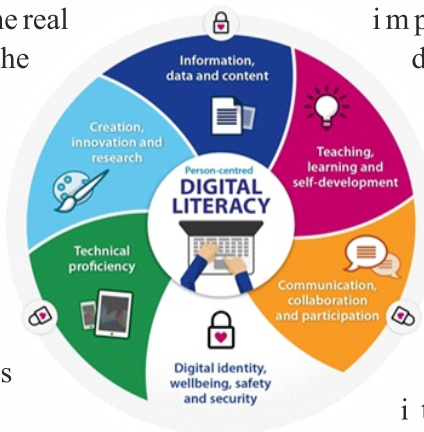 he real
the
s
imp
d
it
Information,
data and content
Teaching,
learning and
self-development
Communication,
collaboration
and participation
Digital identity,
wellbeing, safety
and security
Technical
proficiency
Creation,
innovation and
research
Person-centred
DIGITAL
LITERACY